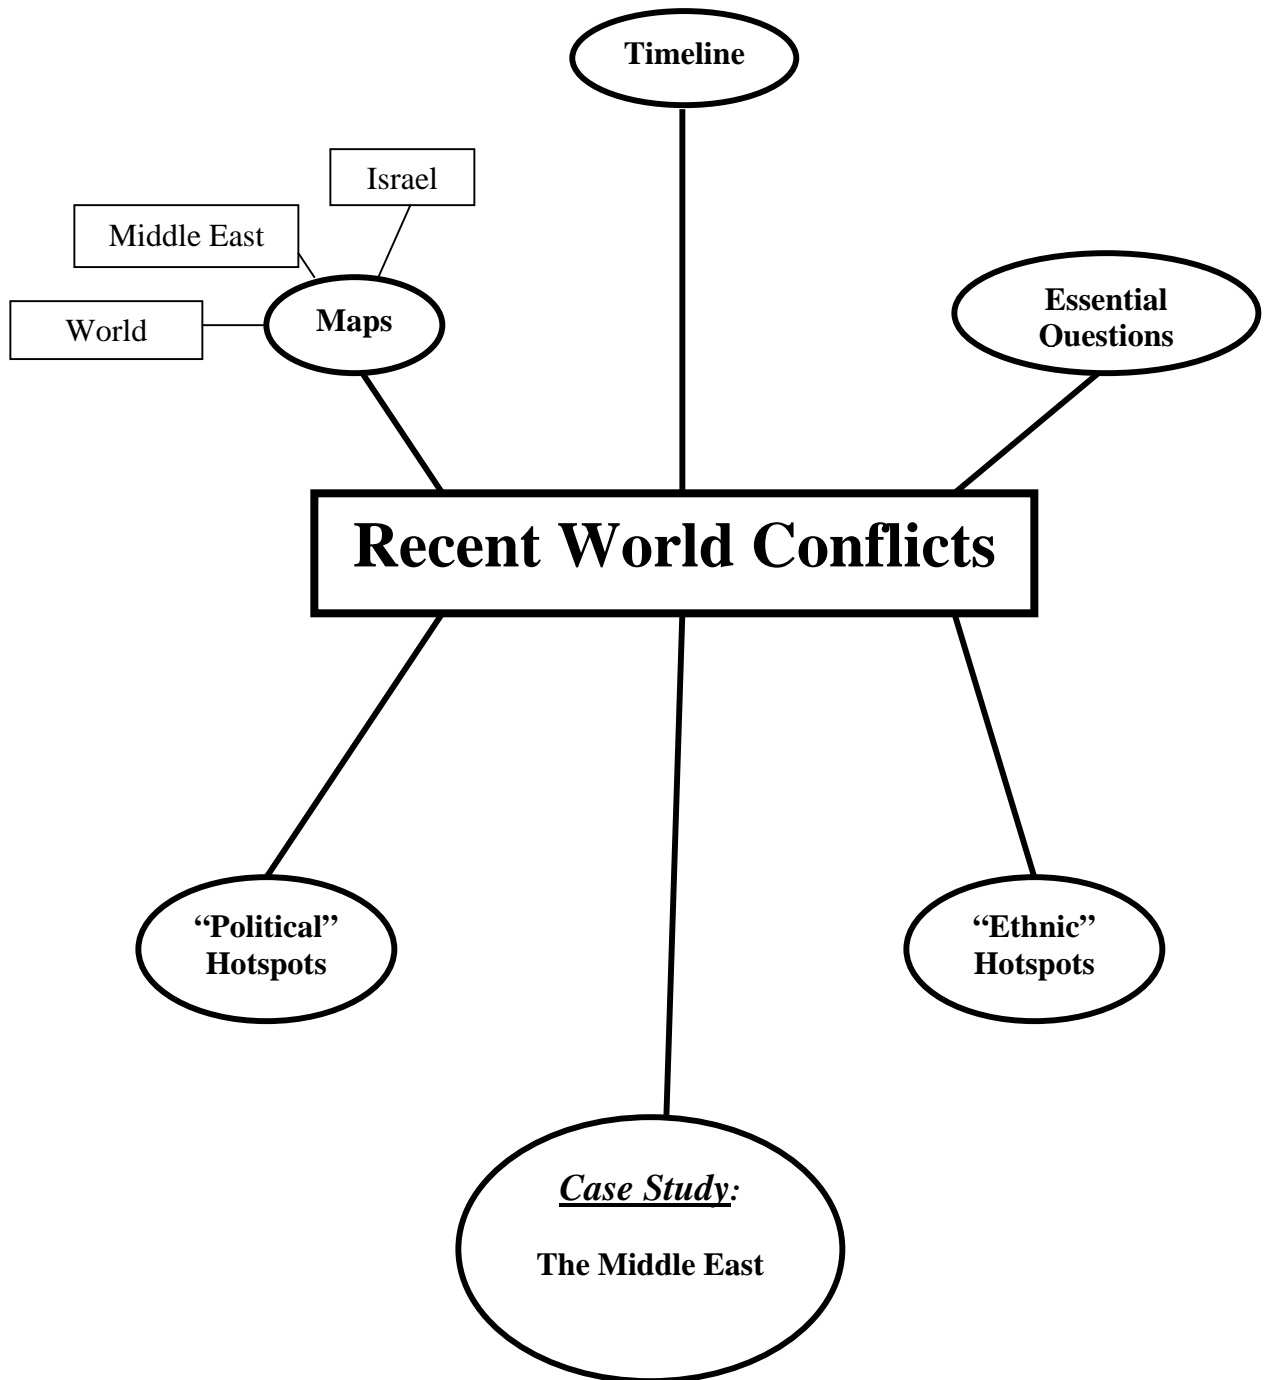 Timeline
Israel
Middle East
World
Maps
Essential
Ouestions
Recent World Conflicts
“Political”
Hotspots
“Ethnic”
Hotspots
Case Study:
The Middle East